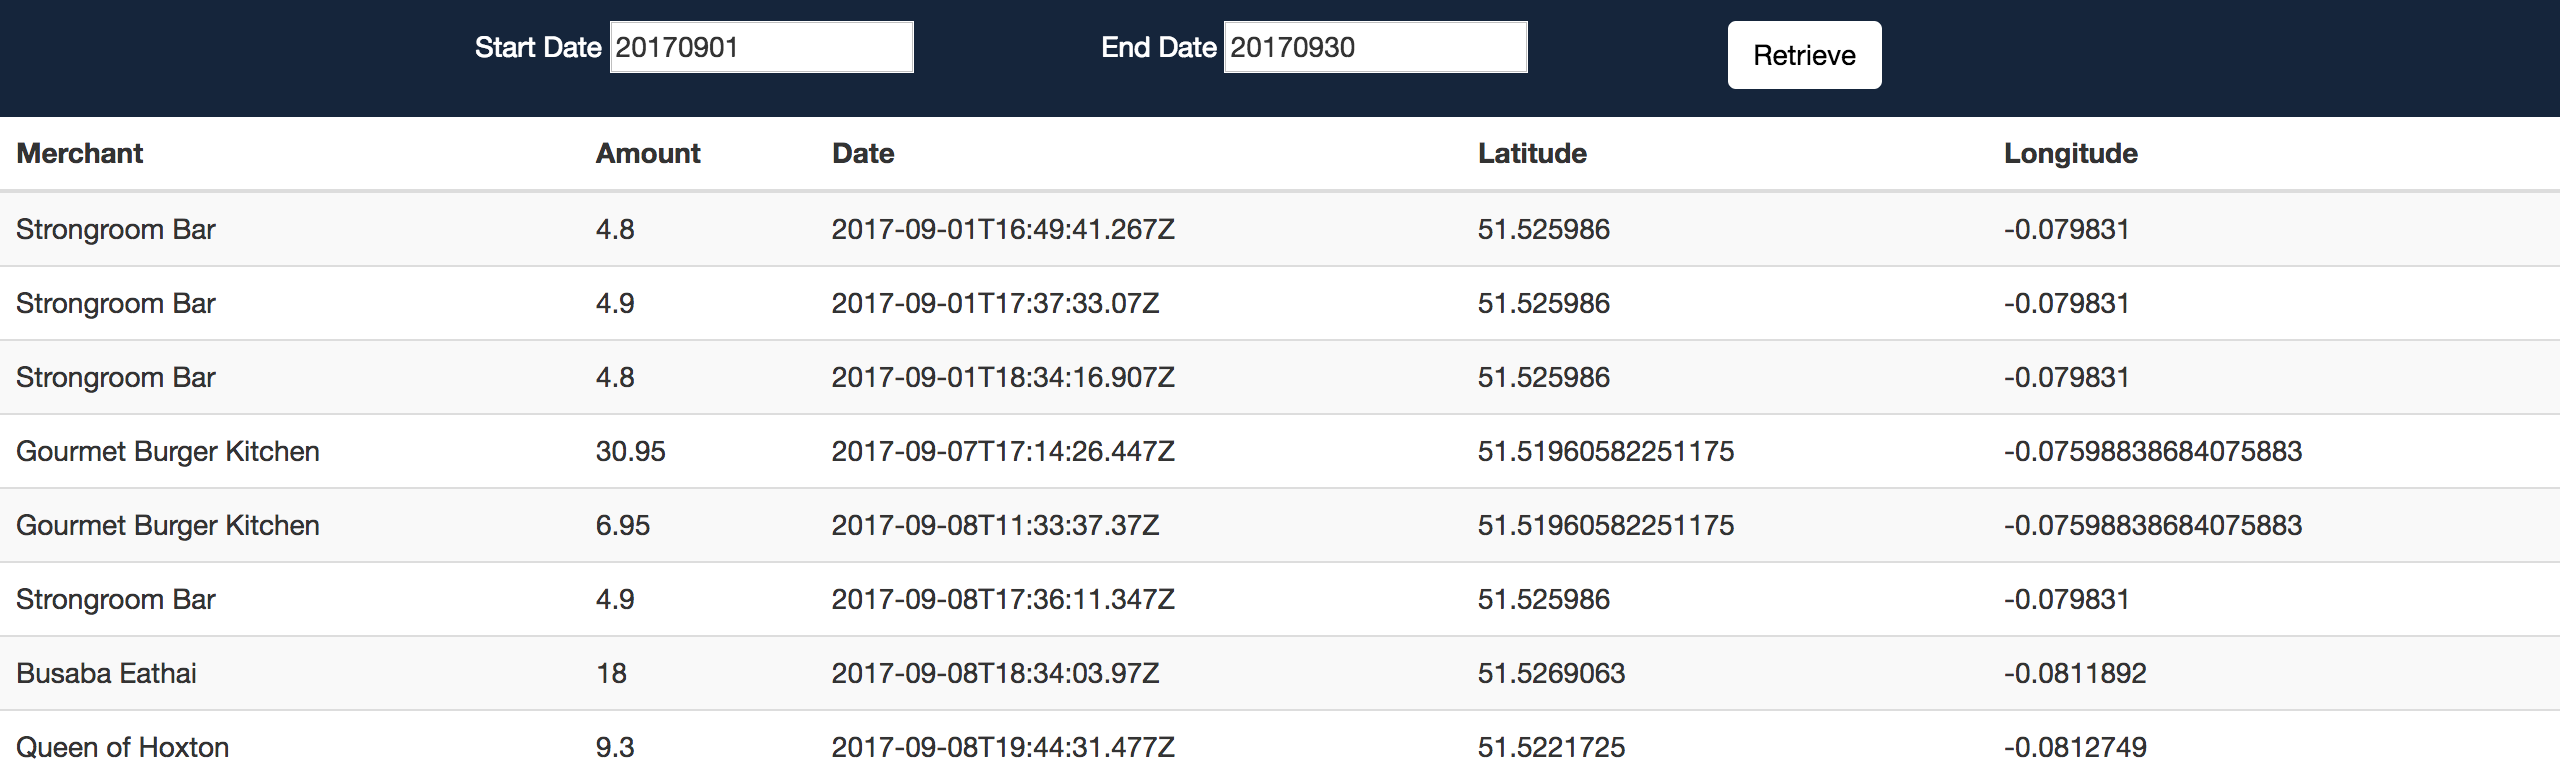 Start Date 20170901 End Date 20170930 Retrieve
Merchant Amount Date Latitude Longitude
Strongroom Bar 4.8 2017-09-01T16:49:41.267Z 51.525986 -0.079831
Strongroom Bar 4.9 2017-09-01T17:37:33.07Z 51.525986 -0.079831
Strongroom Bar 4.8 2017-09-01T18:34:16.907Z 51.525986 -0.079831
Gourmet Burger Kitchen 30.95 2017-09-07T17:14:26.447Z 51.51960582251175 -0.07598838684075883
Gourmet Burger Kitchen 6.95 2017-09-08T11:33:37.37Z 51.51960582251175 -0.07598838684075883
Strongroom Bar 4.9 2017-09-08T17:36:11.347Z 51.525986 -0.079831
Busaba Eathai 18 2017-09-08T18:34:03.97Z 51.5269063 -0.0811892
Queen of Hoxton 9.3 2017-09-08T19:44:31.477Z 51.5221725 -0.0812749